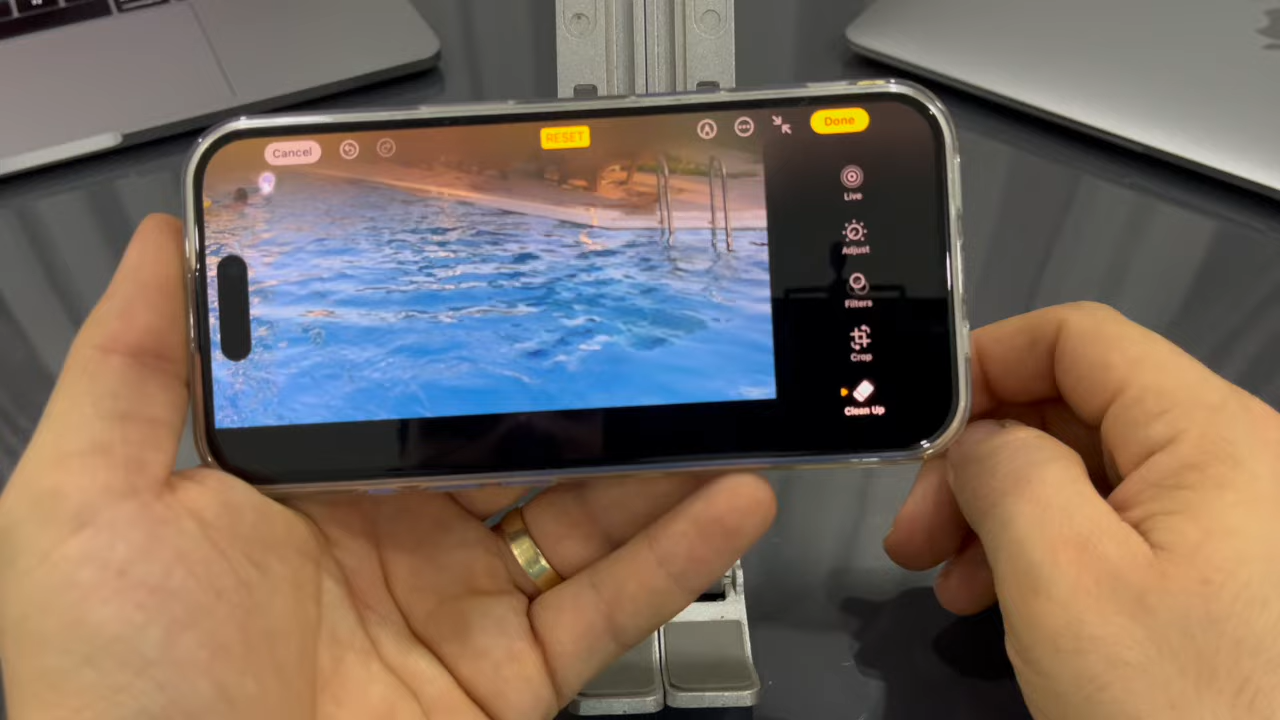 Cancel
RESET
Done
Live
Adjust
Filters
Crop
Clean Up